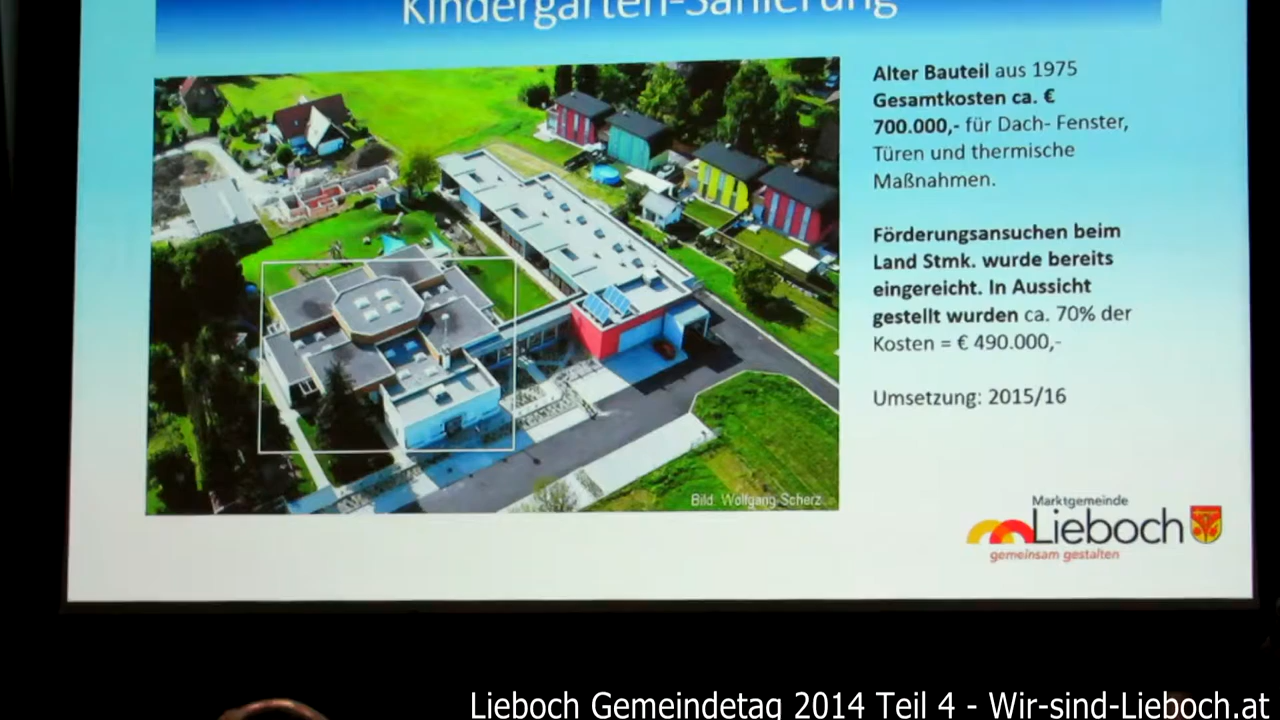 Kindergarten-Sanierung
Alter Bauteil aus 1975
Gesamtkosten ca. €
700.000,- für Dach- Fenster,
Türen und thermische
Maßnahmen.
Förderungsansuchen beim
Land Stmk. wurde bereits
eingereicht. In Aussicht
gestellt wurden ca. 70% der
Kosten = € 490.000,-
Umsetzung: 2015/16
Bild: Wolfgang Scherz
Marktgemeinde
Lieboch
gemeinsam gestalten
Lieboch Gemeindetag 2014 Teil 4 - Wir-sind-Lieboch.at